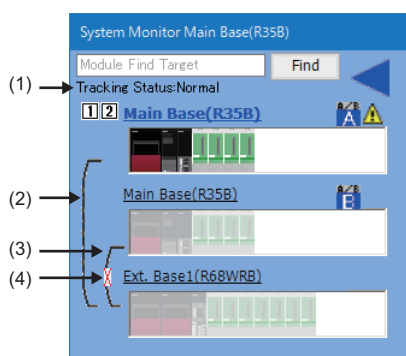 System Monitor Main Base(R35B)
Module Find Target
Find
(1)
Tracking Status:Normal
1 2 Main Base(R35B)
A/B
A
(2)
Main Base(R35B)
A/B
B
(3)
(4)
Ext. Base1(R68WRB)